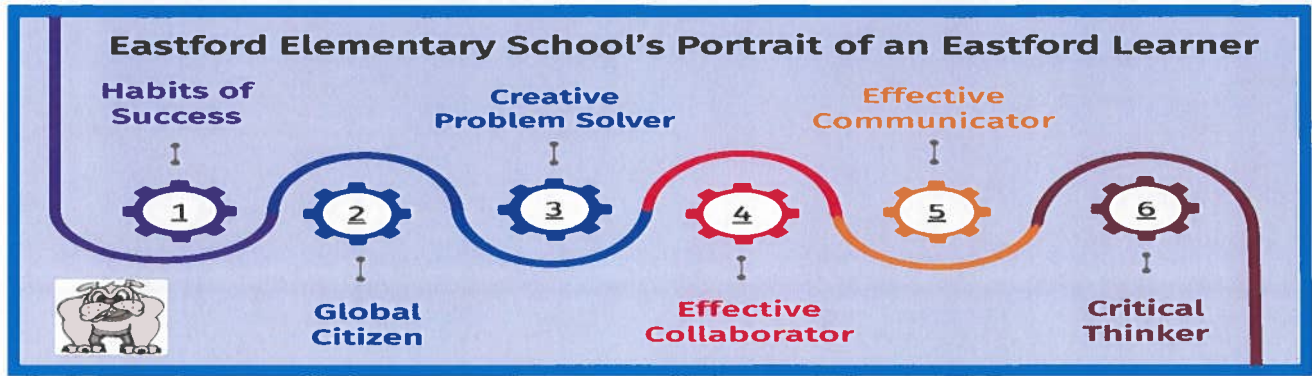 Eastford Elementary School's Portrait of an Eastford Learner
Habits of
Success
1
2
Global
Citizen
Creative
Problem Solver
3
4
Effective
Collaborator
Effective
Communicator
5
6
Critical
Thinker